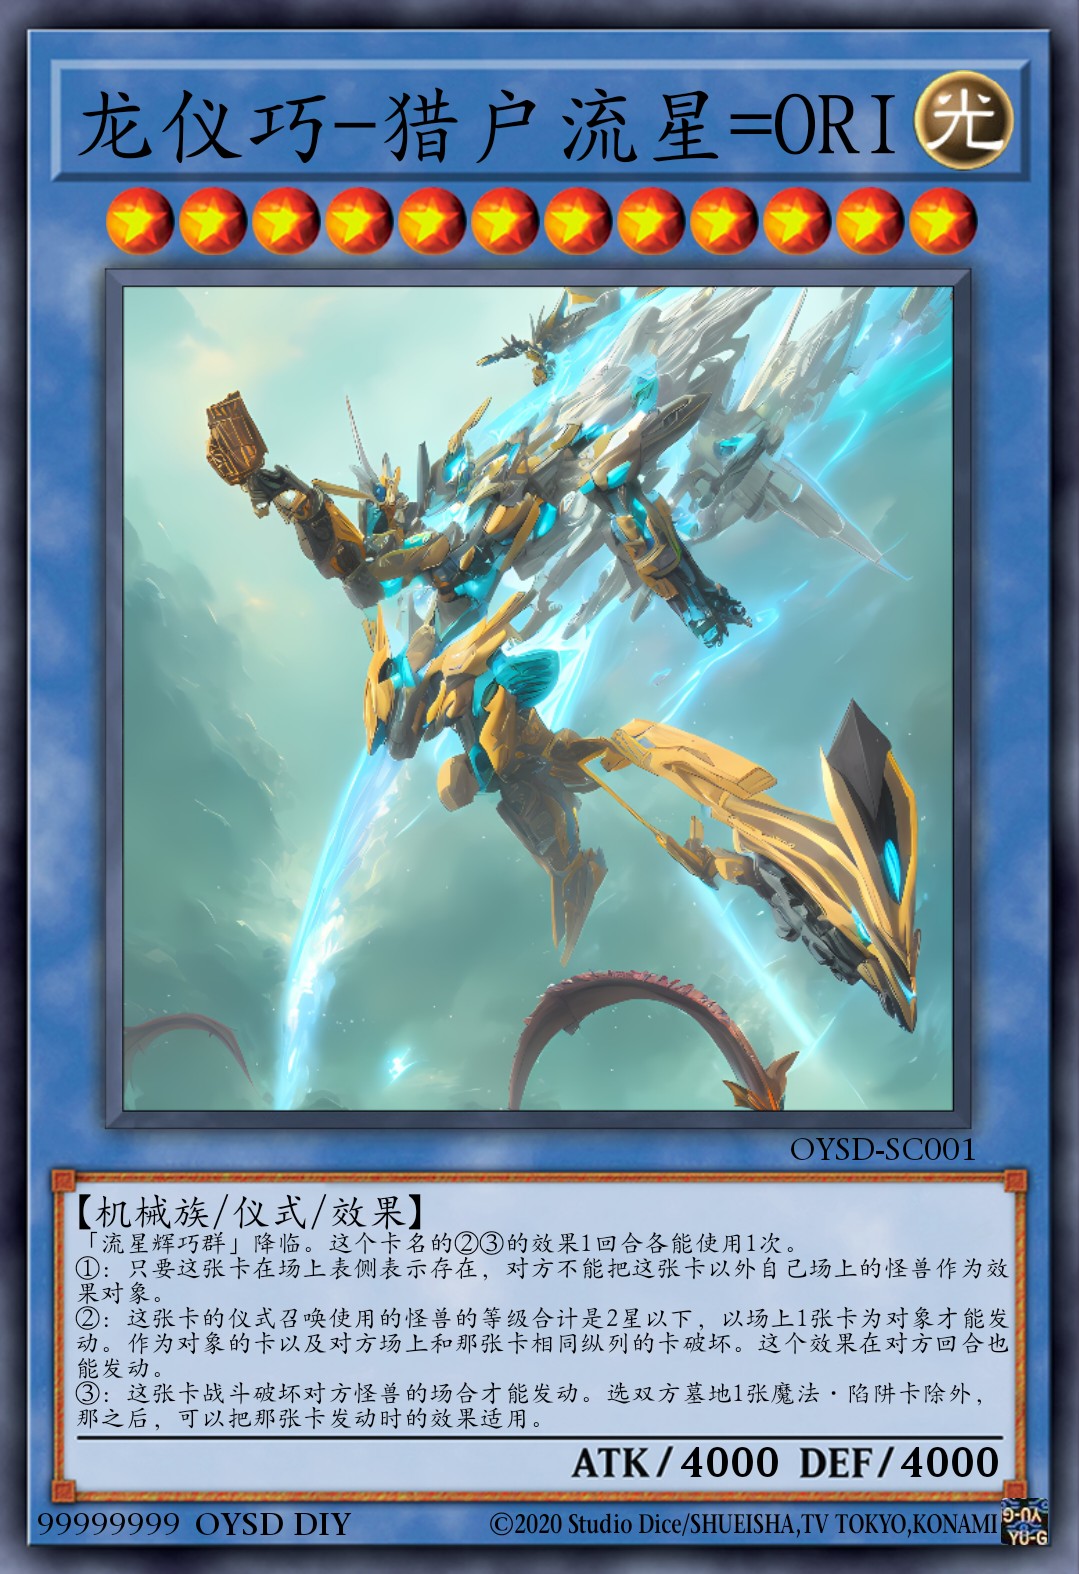 龙仪巧-猎户流星=ORI
光
OYSD-SC001
【机械族/仪式/效果】
「流星辉巧群」降临。这个卡名的②③的效果1回合各能使用1次。
①：只要这张卡在场上表侧表示存在，对方不能把这张卡以外自己场上的怪兽作为效
果对象。
②：这张卡的仪式召唤使用的怪兽的等级合计是2星以下，以场上1张卡为对象才能发
动。作为对象的卡以及对方场上和那张卡相同纵列的卡破坏。这个效果在对方回合也
能发动。
③：这张卡战斗破坏对方怪兽的场合才能发动。选双方墓地1张魔法·陷阱卡除外，
那之后，可以把那张卡发动时的效果适用。
ATK/4000 DEF/4000
99999999 OYSD DIY
©2020 Studio Dice/SHUEISHA,TV TOKYO,KONAMI
YU-G